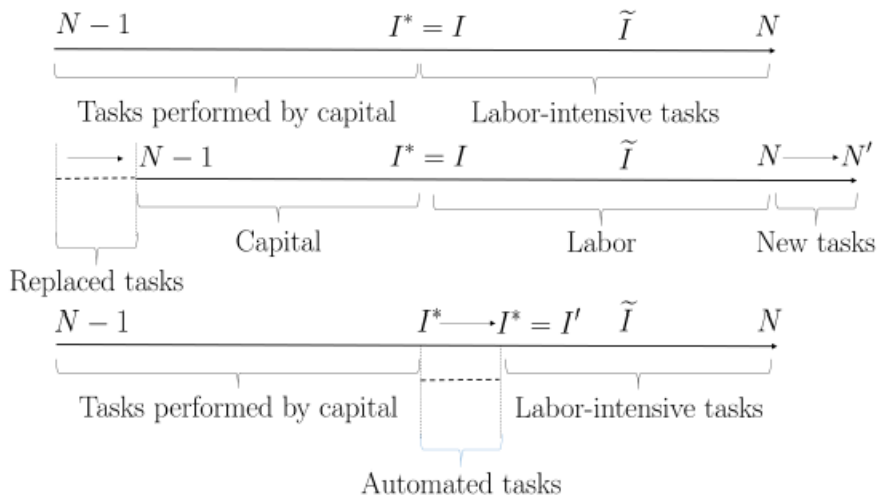 N − 1 I* = I Ĩ N
Tasks performed by capital Labor-intensive tasks
N − 1 I* = I Ĩ N N′
Capital Labor New tasks
Replaced tasks
N − 1 I* I* = I′ Ĩ N
Tasks performed by capital Labor-intensive tasks
Automated tasks